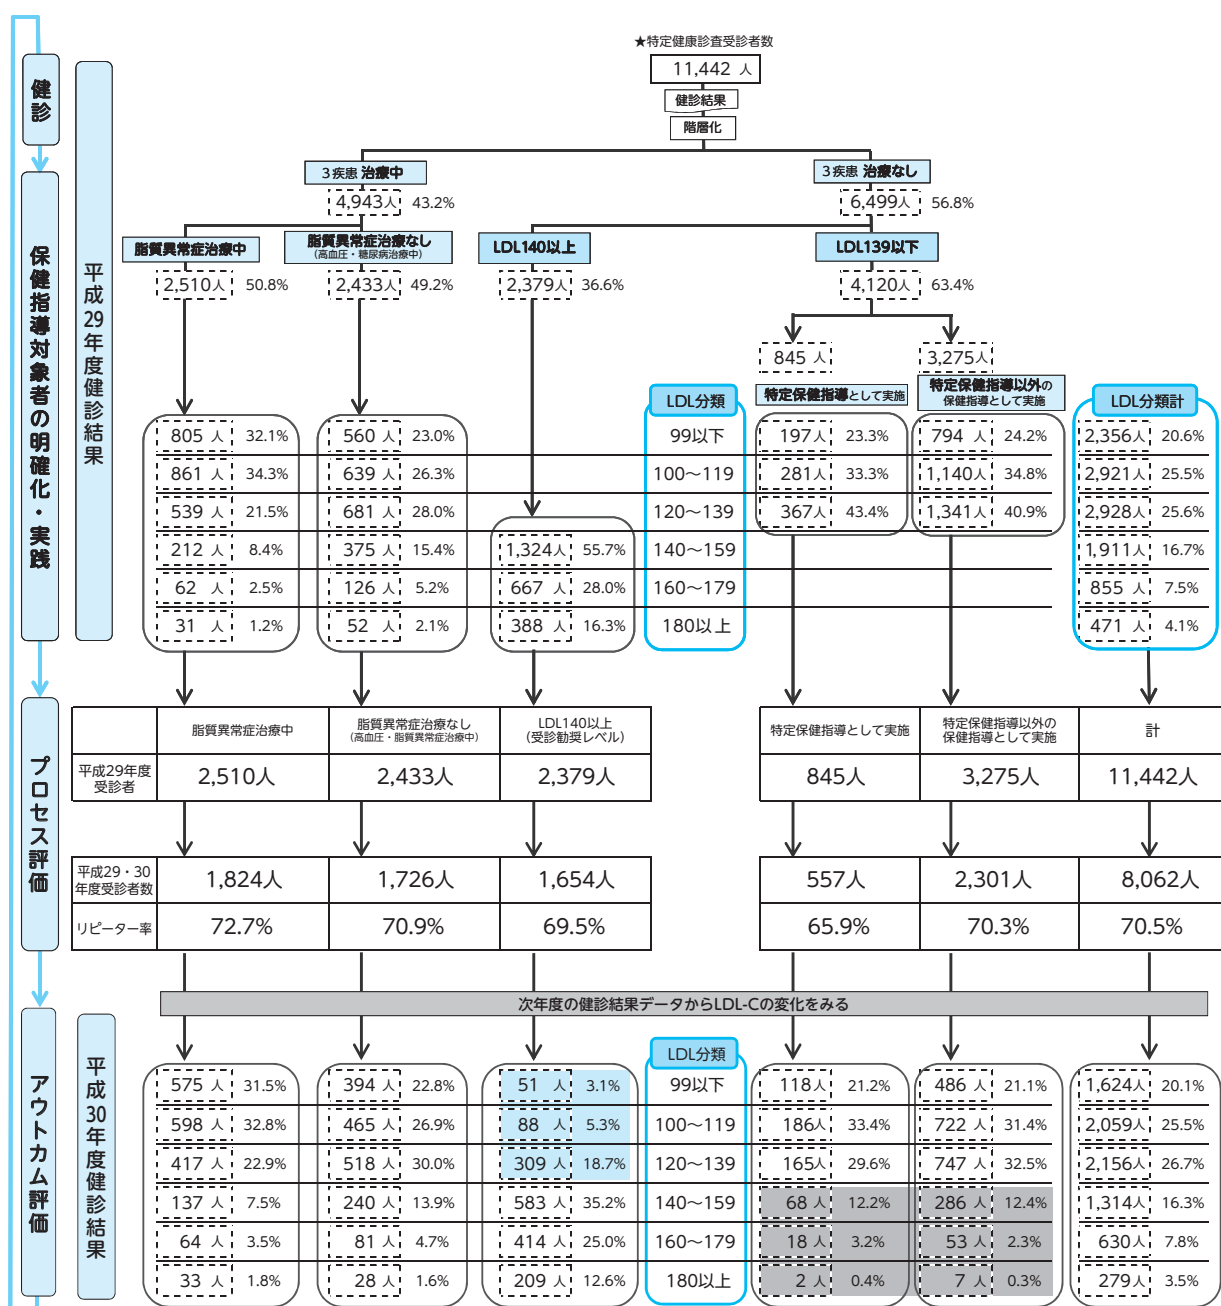 ★特定健康診査受診者数
11,442 人
健診結果
階層化
健診
保健指導対象者の明確化・実践
プロセス評価
アウトカム評価
平成29年度健診結果
平成30年度健診結果
3疾患 治療中
4,943人 43.2%
3疾患 治療なし
6,499人 56.8%
脂質異常症治療中
2,510人 50.8%
脂質異常症治療なし
(高血圧・糖尿病治療中)
2,433人 49.2%
LDL140以上
2,379人 36.6%
LDL139以下
4,120人 63.4%
845 人
3,275人
LDL分類
特定保健指導として実施
特定保健指導以外の
保健指導として実施
LDL分類計
805 人 32.1% 560 人 23.0% 99以下 197人 23.3% 794 人 24.2% 2,356人 20.6%
861 人 34.3% 639 人 26.3% 100〜119 281人 33.3% 1,140人 34.8% 2,921人 25.5%
539 人 21.5% 681 人 28.0% 120〜139 367人 43.4% 1,341人 40.9% 2,928人 25.6%
212 人 8.4% 375 人 15.4% 1,324人 55.7% 140〜159 1,911人 16.7%
62 人 2.5% 126 人 5.2% 667 人 28.0% 160〜179 855 人 7.5%
31 人 1.2% 52 人 2.1% 388 人 16.3% 180以上 471 人 4.1%
脂質異常症治療中
脂質異常症治療なし
(高血圧・脂質異常症治療中)
LDL140以上
(受診勧奨レベル)
特定保健指導として実施
特定保健指導以外の
保健指導として実施
計
平成29年度
受診者
2,510人 2,433人 2,379人 845人 3,275人 11,442人
平成29・30
年度受診者数
1,824人 1,726人 1,654人 557人 2,301人 8,062人
リピーター率 72.7% 70.9% 69.5% 65.9% 70.3% 70.5%
次年度の健診結果データからLDL-Cの変化をみる
LDL分類
575 人 31.5% 394 人 22.8% 51 人 3.1% 99以下 118人 21.2% 486 人 21.1% 1,624人 20.1%
598 人 32.8% 465 人 26.9% 88 人 5.3% 100〜119 186人 33.4% 722 人 31.4% 2,059人 25.5%
417 人 22.9% 518 人 30.0% 309 人 18.7% 120〜139 165人 29.6% 747 人 32.5% 2,156人 26.7%
137 人 7.5% 240 人 13.9% 583 人 35.2% 140〜159 68 人 12.2% 286 人 12.4% 1,314人 16.3%
64 人 3.5% 81 人 4.7% 414 人 25.0% 160〜179 18 人 3.2% 53 人 2.3% 630人 7.8%
33 人 1.8% 28 人 1.6% 209 人 12.6% 180以上 2 人 0.4% 7 人 0.3% 279人 3.5%